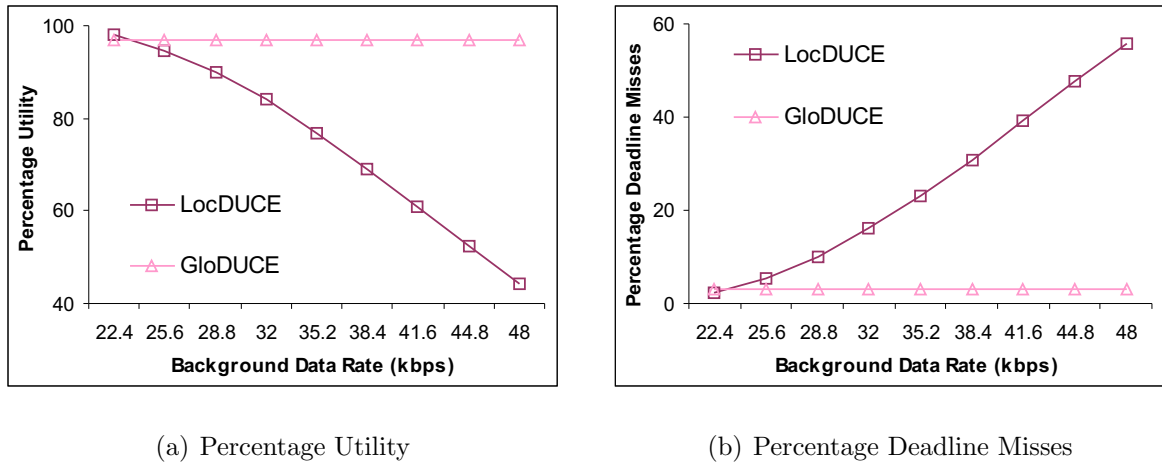 100
80
60
40
Percentage Utility
LocDUCE
GloDUCE
22.4 25.6 28.8 32 35.2 38.4 41.6 44.8 48
Background Data Rate (kbps)
(a) Percentage Utility
60
40
20
0
Percentage Deadline Misses
LocDUCE
GloDUCE
22.4 25.6 28.8 32 35.2 38.4 41.6 44.8 48
Background Data Rate (kbps)
(b) Percentage Deadline Misses